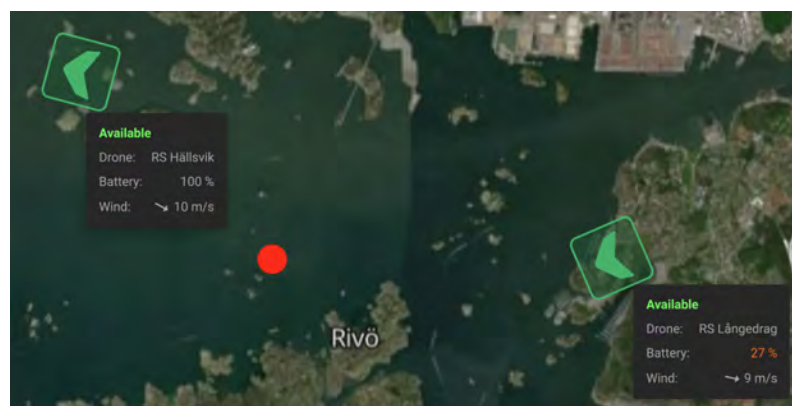 Available
Drone: RS Hällsvik
Battery: 100 %
Wind: → 10 m/s
Rivö
Available
Drone: RS Långedrag
Battery: 27 %
Wind: → 9 m/s